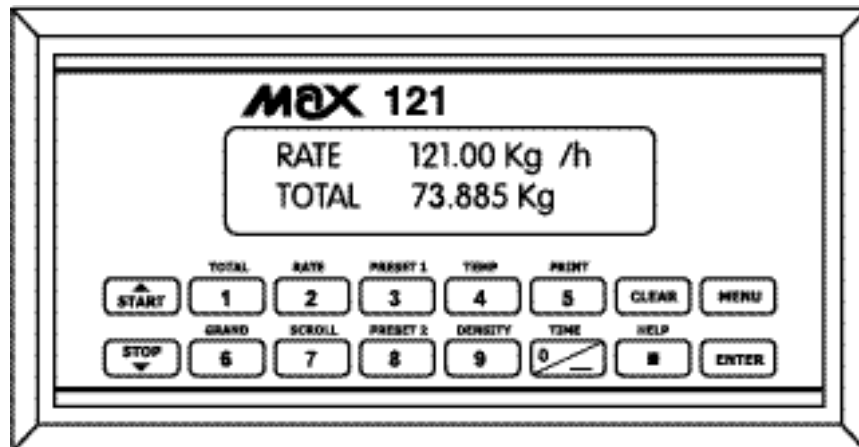 MAX 121
RATE 121.00 Kg /h
TOTAL 73.885 Kg
TOTAL RATE PRESET 1 TEMP PRINT
START 1 2 3 4 5 CLEAR MENU
GRAND SCROLL PRESET 2 DENSITY TIME HELP
STOP 6 7 8 9 0 _ ENTER